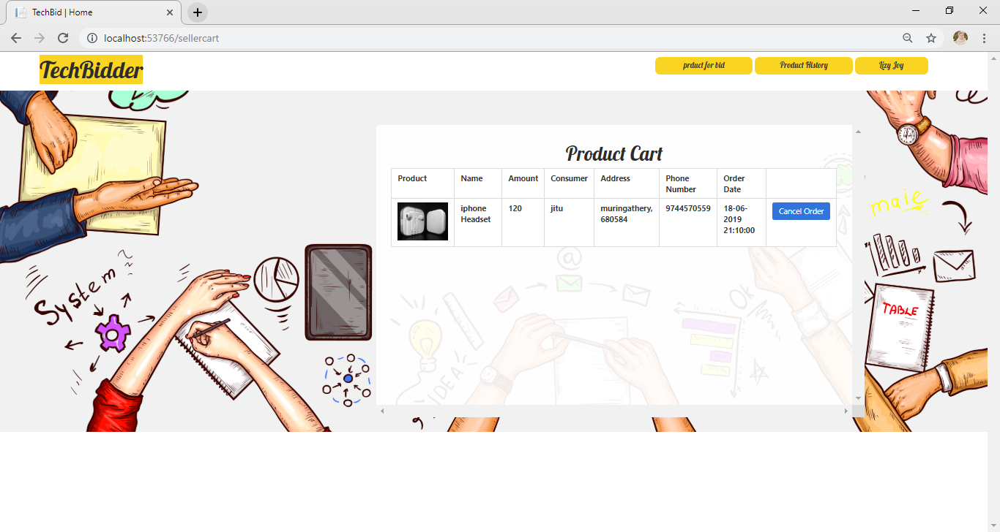 TechBid | Home
localhost:53766/sellercart
TechBidder
prduct for bid
Product History
Lizy Joy
Product Cart
Product
Name
Amount
Consumer
Address
Phone
Number
Order
Date
iphone
Headset
120
jitu
muringathery,
680584
9744570559
18-06-
2019
21:10:00
Cancel Order
System
@
Ok
IDEA
maie
TABLE